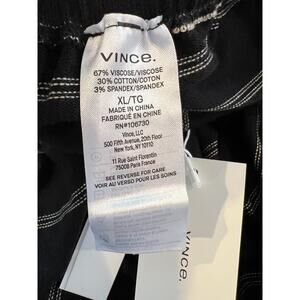 VINCE.
67% VISCOSE/VISCOSE
30% COTTON/COTON
3% SPANDEX/SPANDEX
XL/TG
MADE IN CHINA
FABRIQUÉ EN CHINE
RN#106730
Vince, LLC
500 Fifth Avenue, 20th Floor
New York, NY10110
11 Rue Saint Florentin
75008 Paris France
SEE REVERSE FOR CARE
VOIR AU VERSO POUR LES SOINS
VINCE.
VINCE.